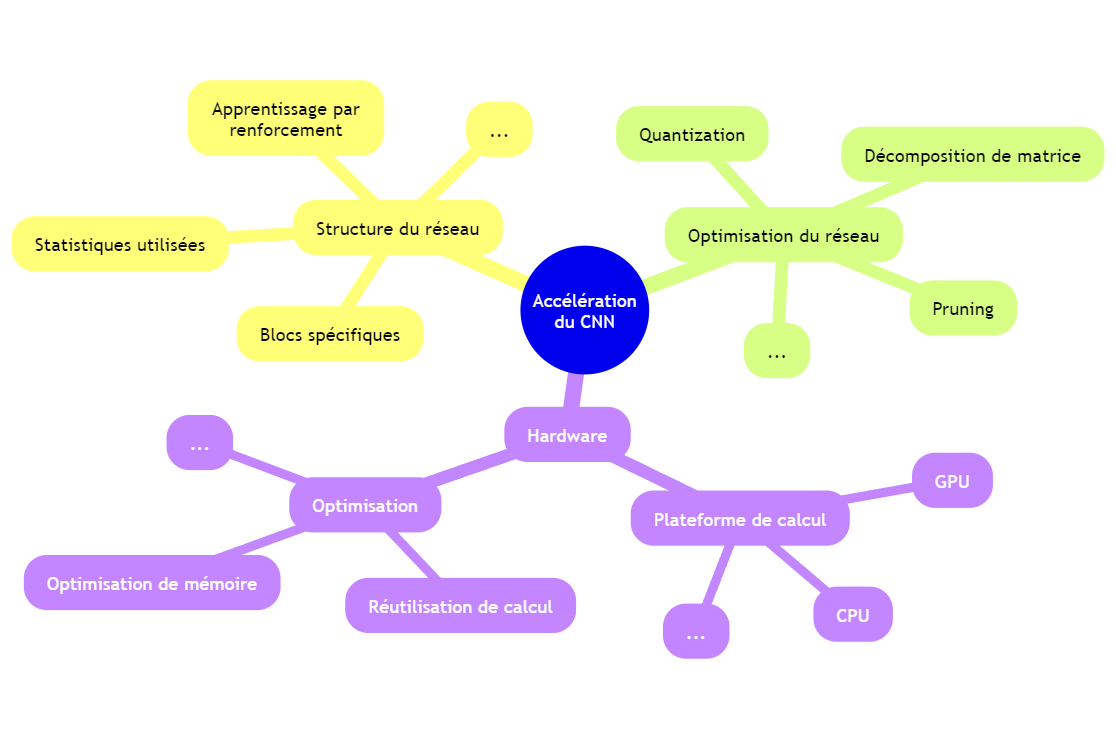 Apprentissage par
renforcement
...
Quantization
Décomposition de matrice
Statistiques utilisées
Structure du réseau
Optimisation du réseau
Accélération
du CNN
Blocs spécifiques
Pruning
...
...
Hardware
GPU
Optimisation
Plateforme de calcul
Optimisation de mémoire
Réutilisation de calcul
CPU
...